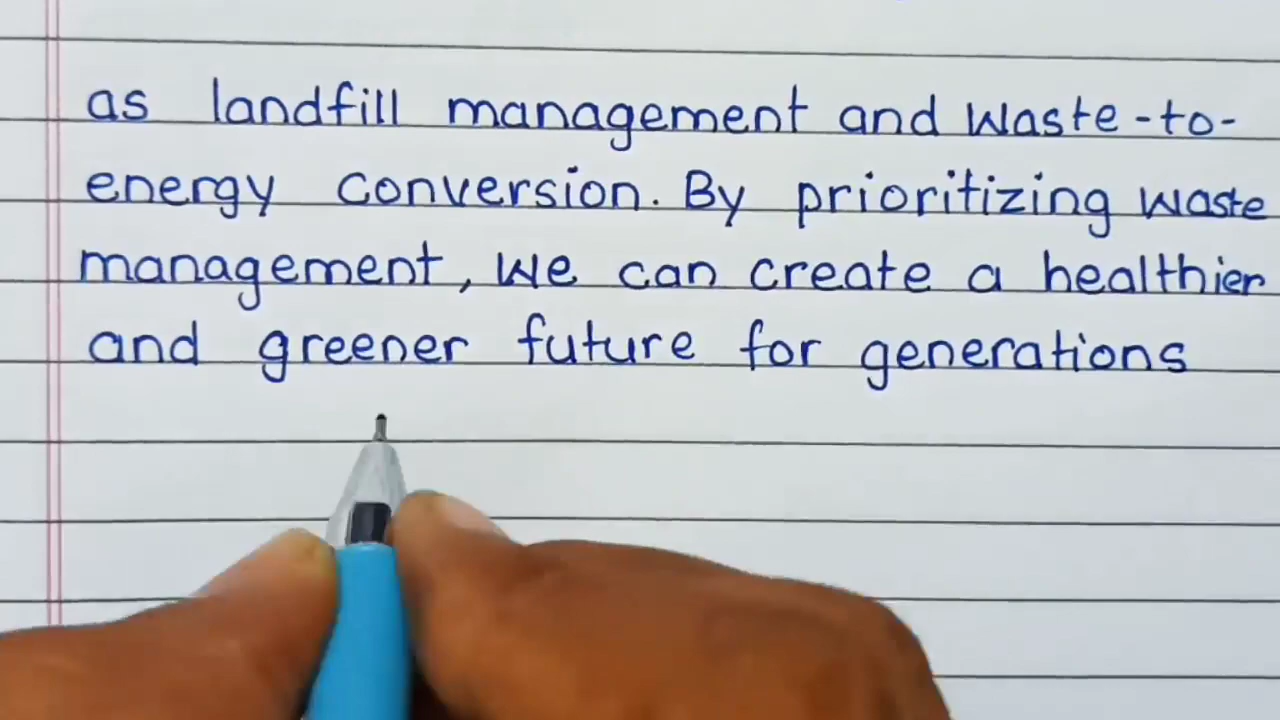 as landfill management and waste-to-
energy conversion. By prioritizing waste
management, we can create a healthier
and greener future for generations